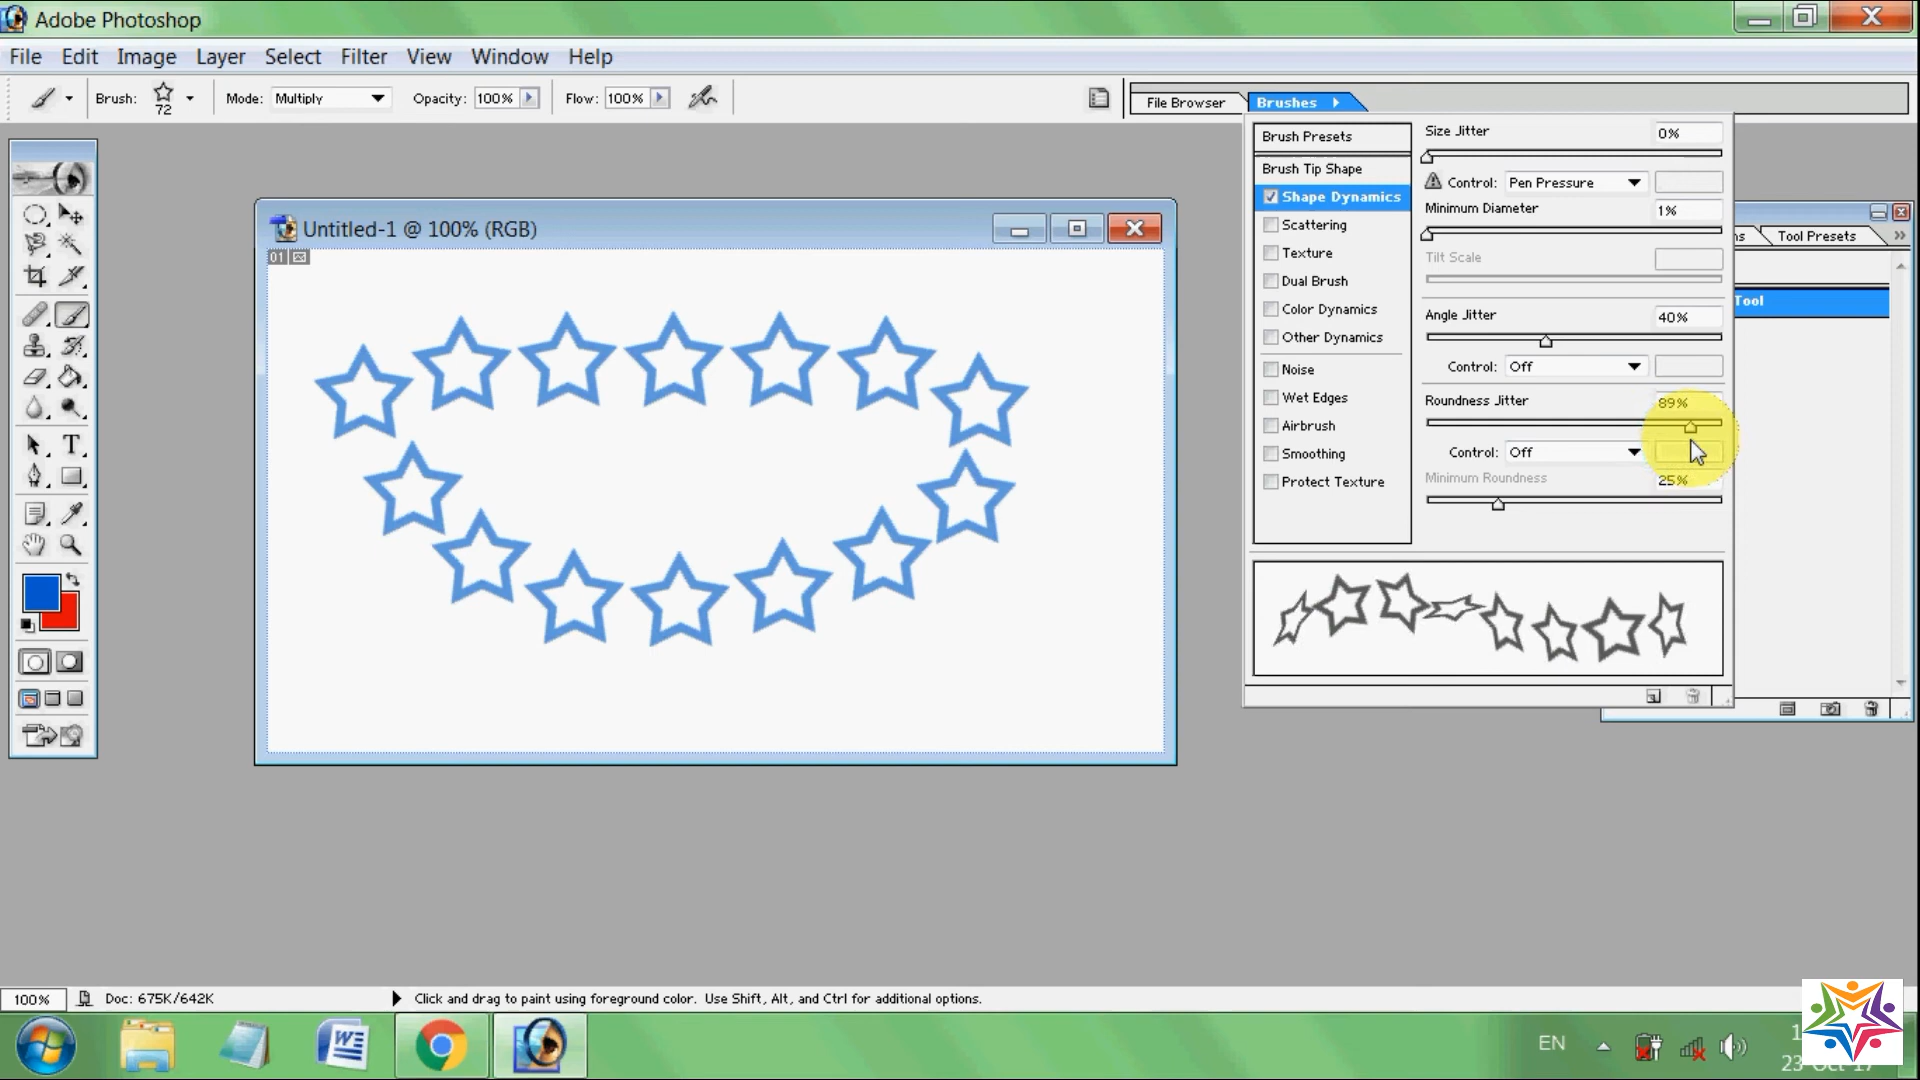 Adobe Photoshop
File Edit Image Layer Select Filter View Window Help
Brush: 72 Mode: Multiply Opacity: 100% Flow: 100%
File Browser Brushes
Brush Presets
Brush Tip Shape
Shape Dynamics
Scattering
Texture
Dual Brush
Color Dynamics
Other Dynamics
Noise
Wet Edges
Airbrush
Smoothing
Protect Texture
Size Jitter 0%
Control: Pen Pressure
Minimum Diameter 1%
Tilt Scale
Angle Jitter 40%
Control: Off
Roundness Jitter 89%
Control: Off
Minimum Roundness 25%
Tool Presets
Tool
Untitled-1 @ 100% (RGB)
01
T
100% Doc: 675K/642K Click and drag to paint using foreground color. Use Shift, Alt, and Ctrl for additional options.
W
EN